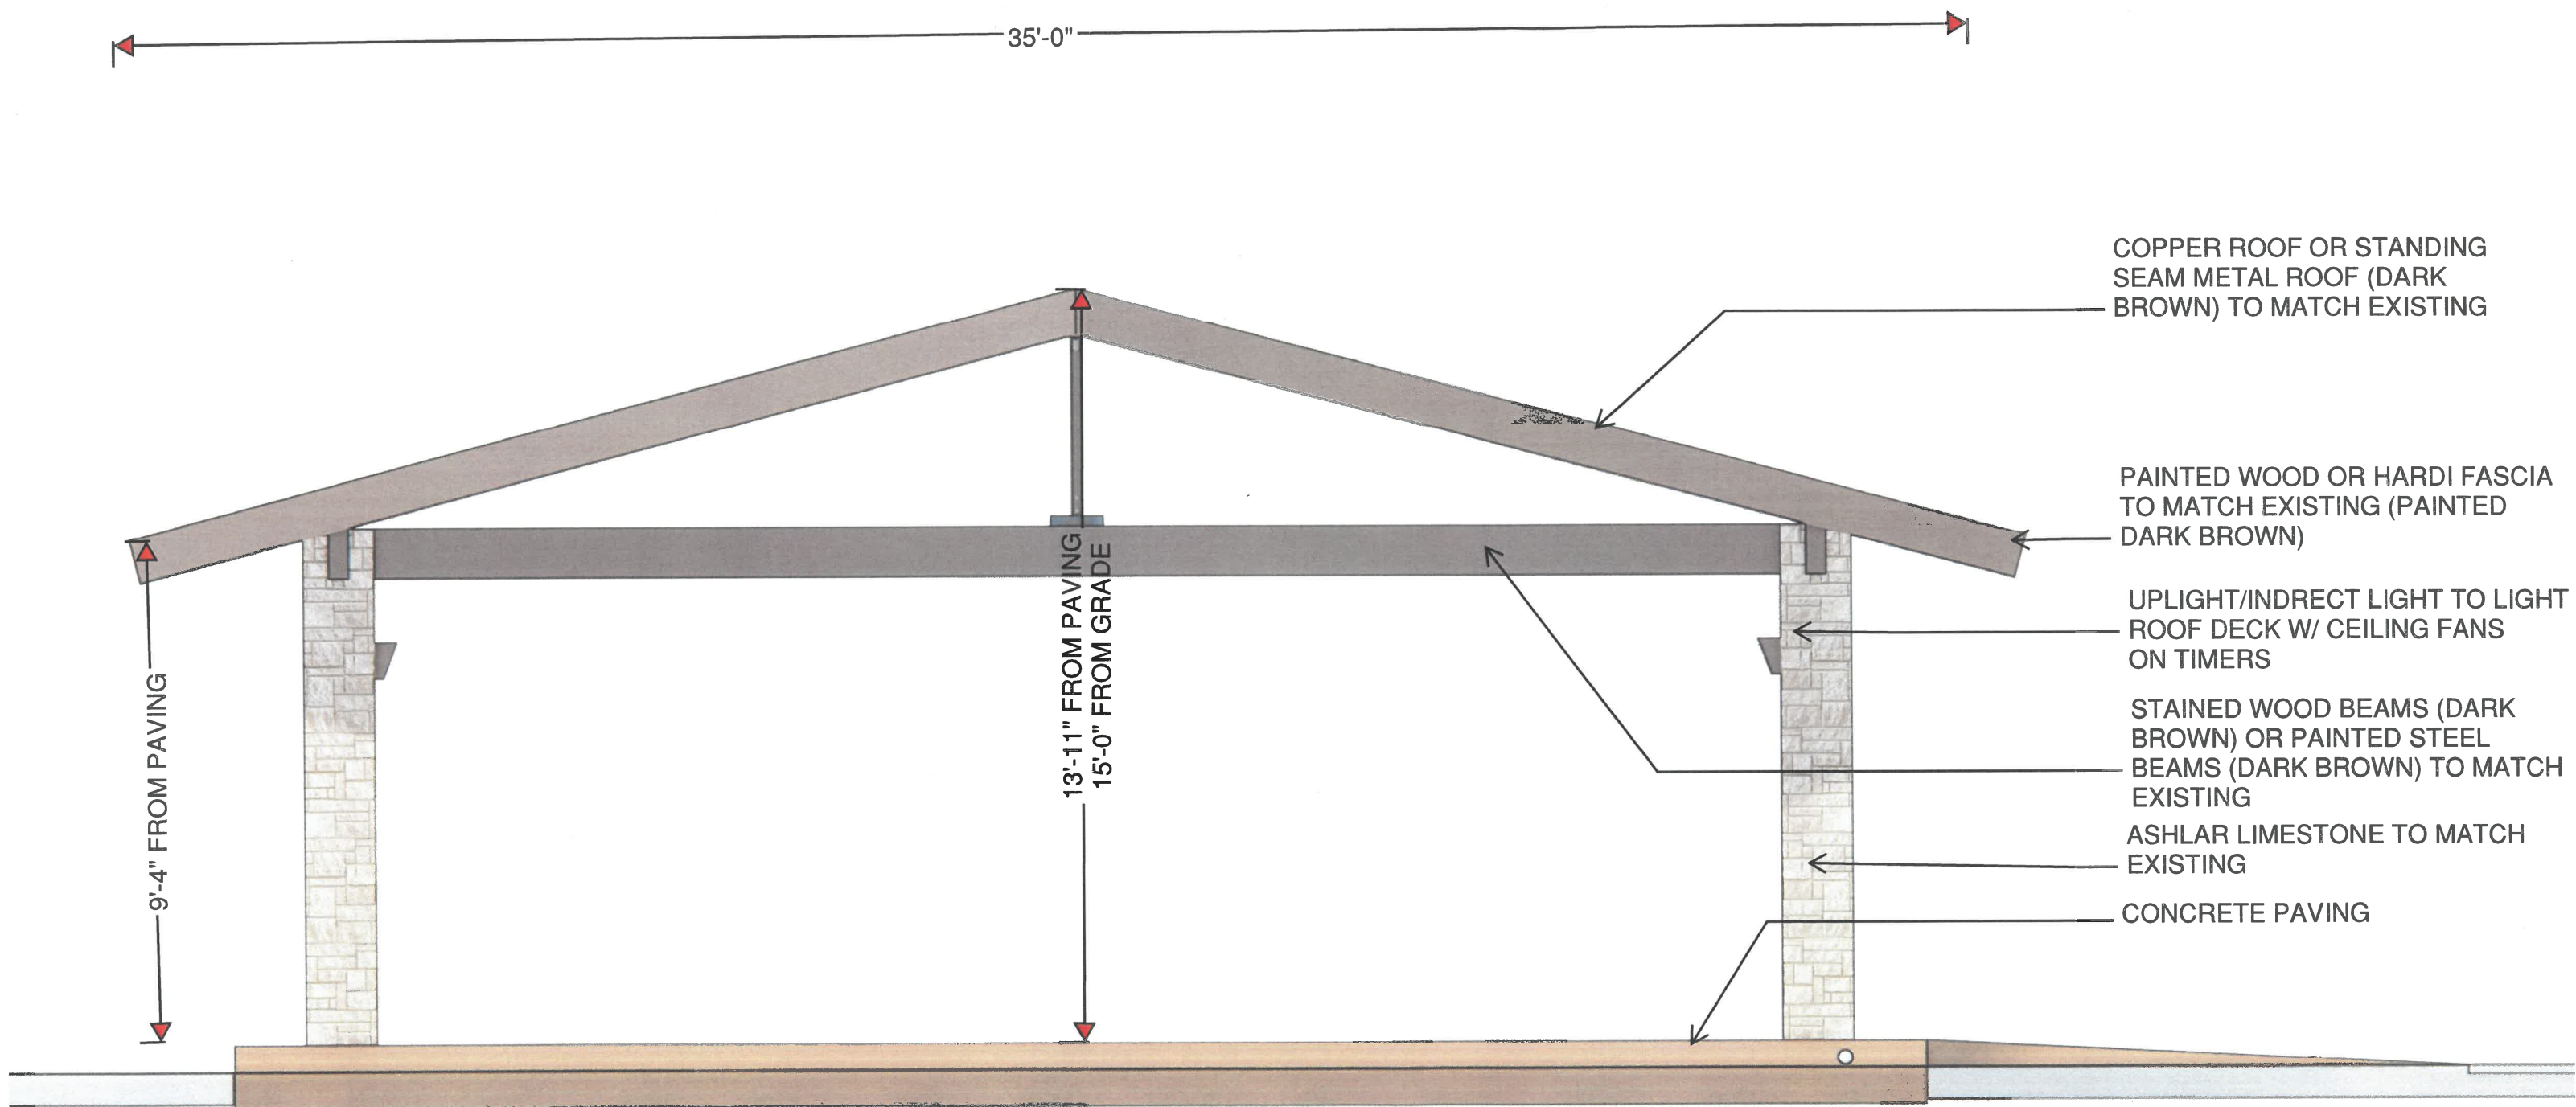 35'-0"
COPPER ROOF OR STANDING
SEAM METAL ROOF (DARK
BROWN) TO MATCH EXISTING
PAINTED WOOD OR HARDI FASCIA
TO MATCH EXISTING (PAINTED
DARK BROWN)
UPLIGHT/INDRECT LIGHT TO LIGHT
ROOF DECK W/ CEILING FANS
ON TIMERS
STAINED WOOD BEAMS (DARK
BROWN) OR PAINTED STEEL
BEAMS (DARK BROWN) TO MATCH
EXISTING
ASHLAR LIMESTONE TO MATCH
EXISTING
CONCRETE PAVING
9'-4" FROM PAVING
13'-11" FROM PAVING
15'-0" FROM GRADE